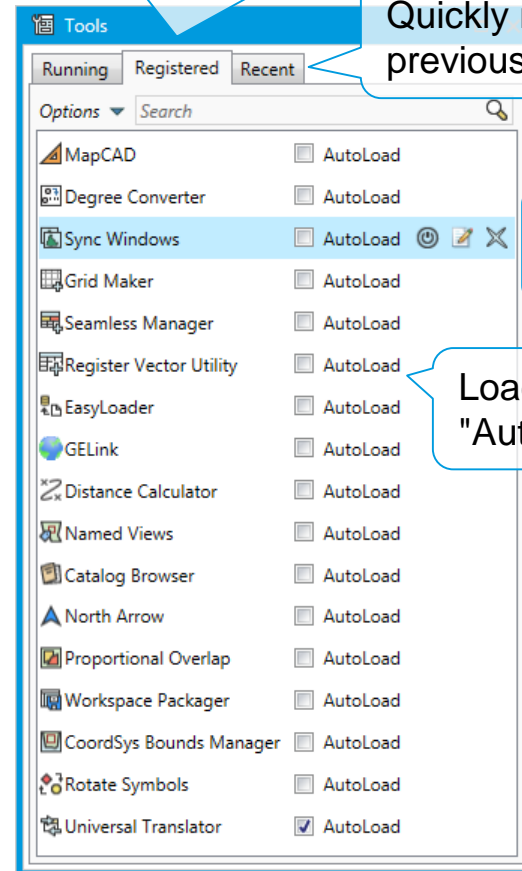 Quickly
previous
Tools
Running Registered Recent
Options Search
MapCAD AutoLoad
Degree Converter AutoLoad
Sync Windows AutoLoad
Grid Maker AutoLoad
Seamless Manager AutoLoad
Register Vector Utility AutoLoad
Load
"Aut
EasyLoader AutoLoad
GELink AutoLoad
Distance Calculator AutoLoad
Named Views AutoLoad
Catalog Browser AutoLoad
North Arrow AutoLoad
Proportional Overlap AutoLoad
Workspace Packager AutoLoad
CoordSys Bounds Manager AutoLoad
Rotate Symbols AutoLoad
Universal Translator AutoLoad